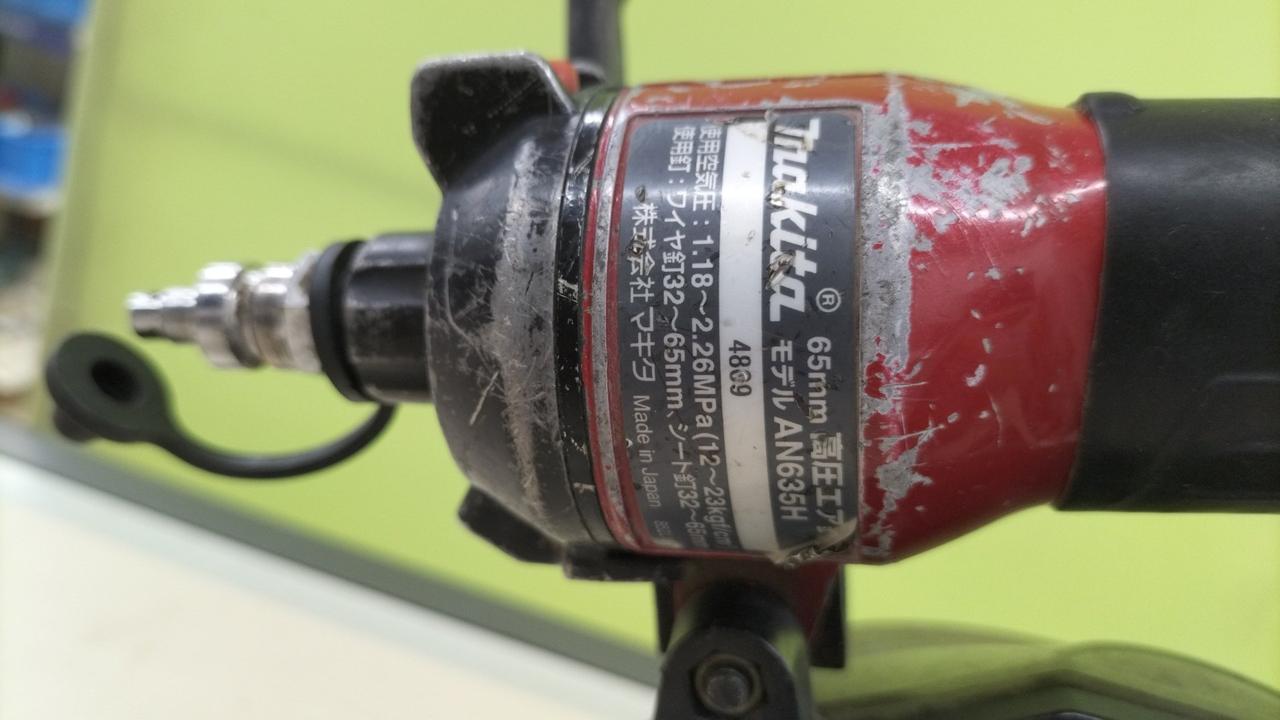 makita® 65mm 高圧エア
モデル AN635H
4809
使用空気圧:1.18～2.26MPa(12～23kgf/cm
使用釘:ワイヤ釘32～65mm、シート釘32～65m
株式会社 マキタ Made in Japan